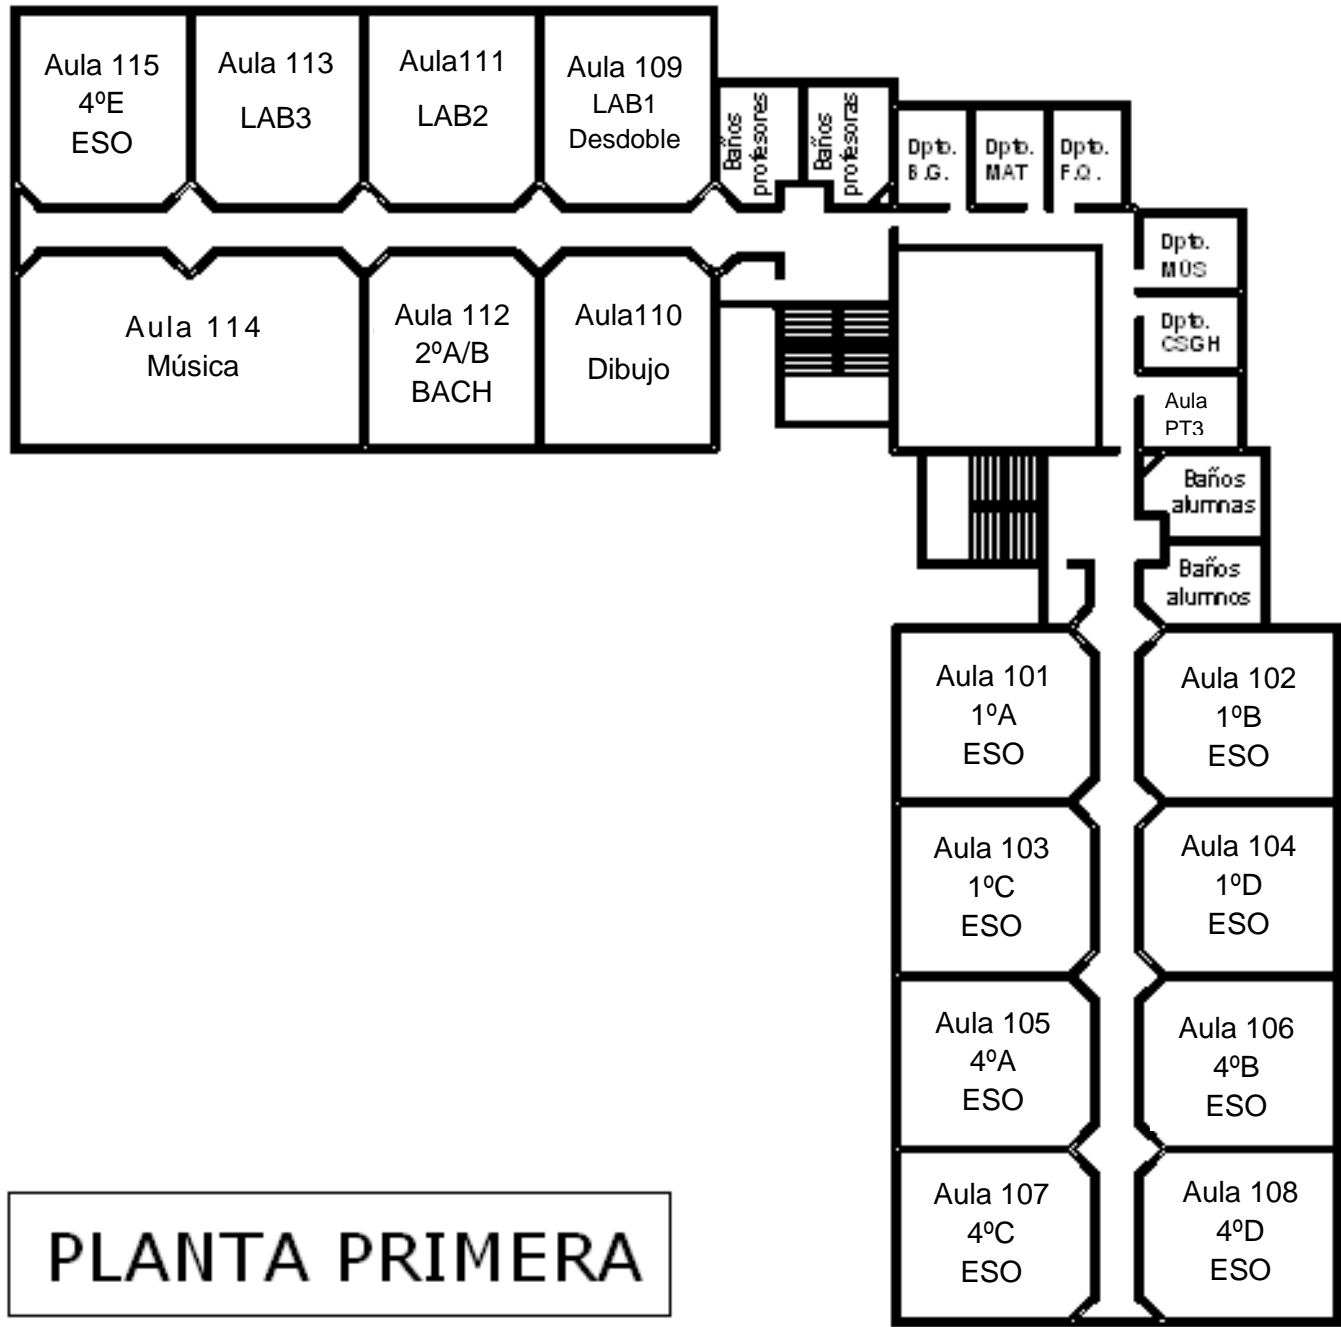 Aula 115
4ºE
ESO
Aula 113
LAB3
Aula111
LAB2
Aula 109
LAB1
Desdoble
Baños
profesores
Baños
profesoras
Dpto.
B.G.
Dpto.
MAT
Dpto.
F.Q.
Dpto.
MÚS
Dpto.
CSGH
Aula
PT3
Aula 114
Música
Aula 112
2ºA/B
BACH
Aula110
Dibujo
Baños
alumnas
Baños
alumnos
Aula 101
1ºA
ESO
Aula 102
1ºB
ESO
Aula 103
1ºC
ESO
Aula 104
1ºD
ESO
Aula 105
4ºA
ESO
Aula 106
4ºB
ESO
Aula 107
4ºC
ESO
Aula 108
4ºD
ESO
PLANTA PRIMERA